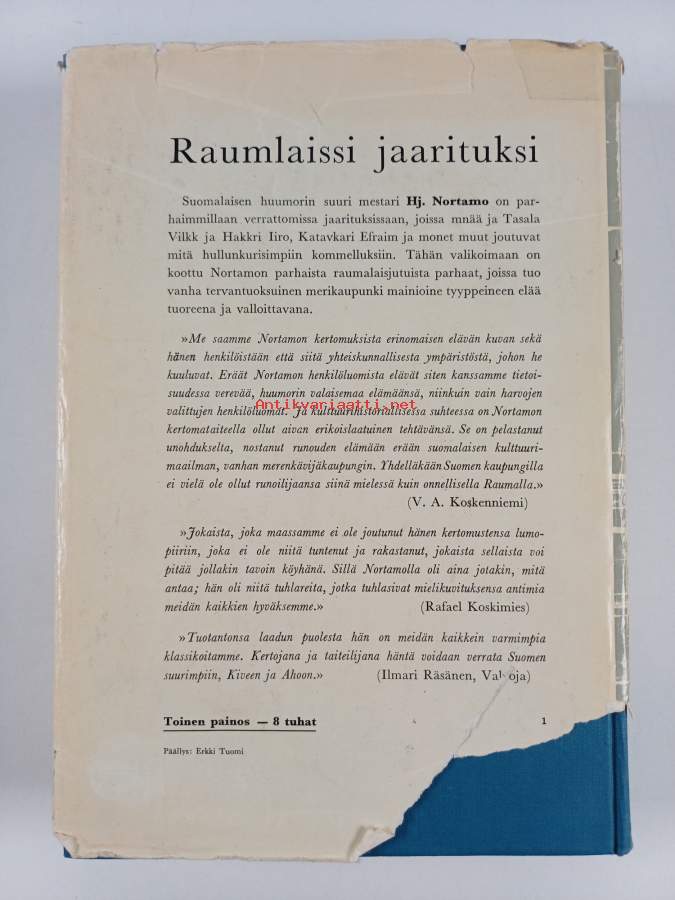 Raumlaissi jaarituksi
Suomalaisen huumorin suuri mestari Hj. Nortamo on par-
haimmillaan verrattomissa jaarituksissaan, joissa mnää ja Tasala
Vilkk ja Hakkri Iiro, Katavkari Efraim ja monet muut joutuvat
mitä hullunkurisimpiin kommelluksiin. Tähän valikoimaan on
koottu Nortamon parhaista raumalaisjutuista parhaat, joissa tuo
vanha tervantuoksuinen merikaupunki mainioine tyyppeineen elää
tuoreena ja valloittavana.
»Me saamme Nortamon kertomuksista erinomaisen elävän kuvan sekä
hänen henkilöistään että siitä yhteiskunnallisesta ympäristöstä, johon he
kuuluvat. Eräät Nortamon henkilöluomista elävät siten kanssamme tietoi-
suudessa verevää, huumorin valaisemaa elämäänsä, niinkuin vain harvojen
valittujen henkilöluomat. Ja kulttuurihistoriallisessa suhteessa on Nortamon
Antikvariaatti.net
kertomataiteella ollut aivan erikoislaatuinen tehtävänsä. Se on pelastanut
unohdukselta, nostanut runouden elämään erään suomalaisen kulttuuri-
maailman, vanhan merenkävijäkaupungin. Yhdelläkään Suomen kaupungilla
ei vielä ole ollut runoilijaansa siinä mielessä kuin onnellisella Raumalla.»
(V. A. Koskenniemi)
»Jokaista, joka maassamme ei ole joutunut hänen kertomustensa lumo-
piiriin, joka ei ole niitä tuntenut ja rakastanut, jokaista sellaista voi
pitää jollakin tavoin köyhänä. Sillä Nortamolla oli aina jotakin, mitä
antaa; hän oli niitä tuhlareita, jotka tuhlasivat mielikuvituksensa antimia
meidän kaikkien hyväksemme.» (Rafael Koskimies)
»Tuotantonsa laadun puolesta hän on meidän kaikkein varmimpia
klassikoitamme. Kertojana ja taiteilijana häntä voidaan verrata Suomen
suurimpiin, Kiveen ja Ahoon.» (Ilmari Räsänen, Val oja)
Toinen painos — 8 tuhat 1
Päällys: Erkki Tuomi